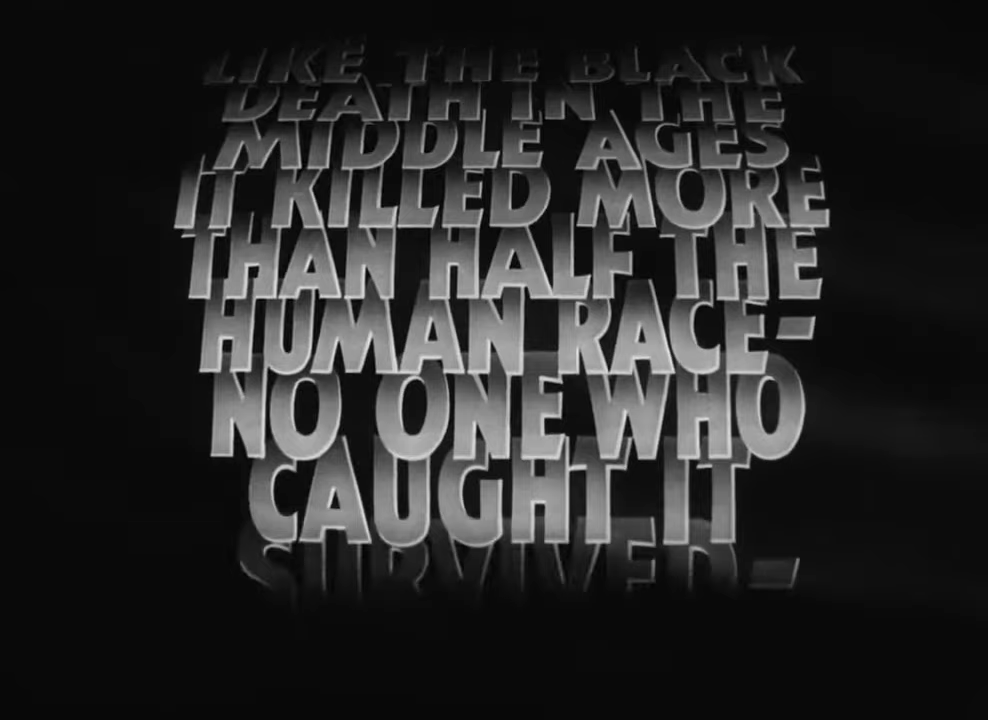 LIKE THE BLACK
DEATH IN THE
MIDDLE AGES
IT KILLED MORE
THAN HALF THE
HUMAN RACE-
NO ONE WHO
CAUGHT IT
SURVIVED-